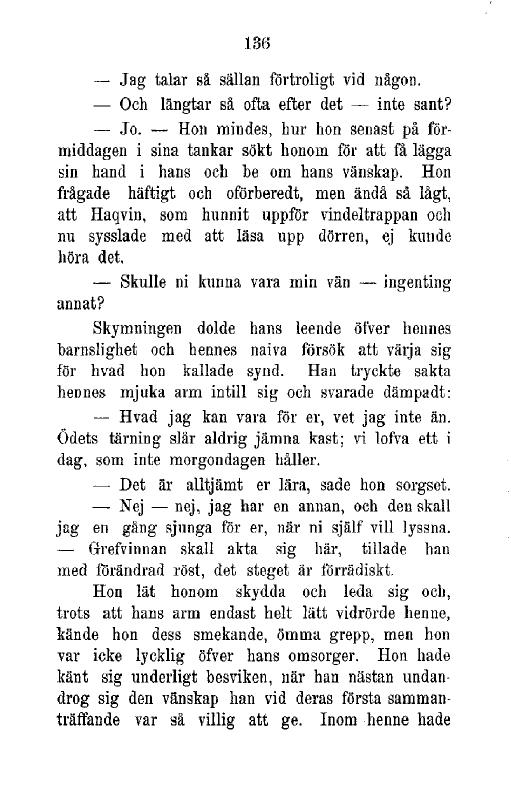 136
— Jag talar så sällan förtroligt vid någon.
— Och längtar så ofta efter det — inte sant?
— Jo. — Hon mindes, hur hon senast på för-
middagen i sina tankar sökt honom för att få lägga
sin hand i hans och be om hans vänskap. Hon
frågade häftigt och oförberedt, men ändå så lågt,
att Haqvin, som hunnit uppför vindeltrappan och
nu sysslade med att läsa upp dörren, ej kunde
höra det.
— Skulle ni kunna vara min vän — ingenting
annat?
Skymningen dolde hans leende öfver hennes
barnslighet och hennes naiva försök att värja sig
för hvad hon kallade synd. Han tryckte sakta
hennes mjuka arm intill sig och svarade dämpadt:
— Hvad jag kan vara för er, vet jag inte än.
Ödets tärning slår aldrig jämna kast; vi lofva ett i
dag, som inte morgondagen håller.
— Det är alltjämt er lära, sade hon sorgset.
— Nej — nej, jag har en annan, och den skall
jag en gång sjunga för er, när ni själf vill lyssna.
— Grefvinnan skall akta sig här, tillade han
med förändrad röst, det steget är förrädiskt.
Hon lät honom skydda och leda sig och,
trots att hans arm endast helt lätt vidrörde henne,
kände hon dess smekande, ömma grepp, men hon
var icke lycklig öfver hans omsorger. Hon hade
känt sig underligt besviken, när han nästan undan-
drog sig den vänskap han vid deras första samman-
träffande var så villig att ge. Inom henne hade